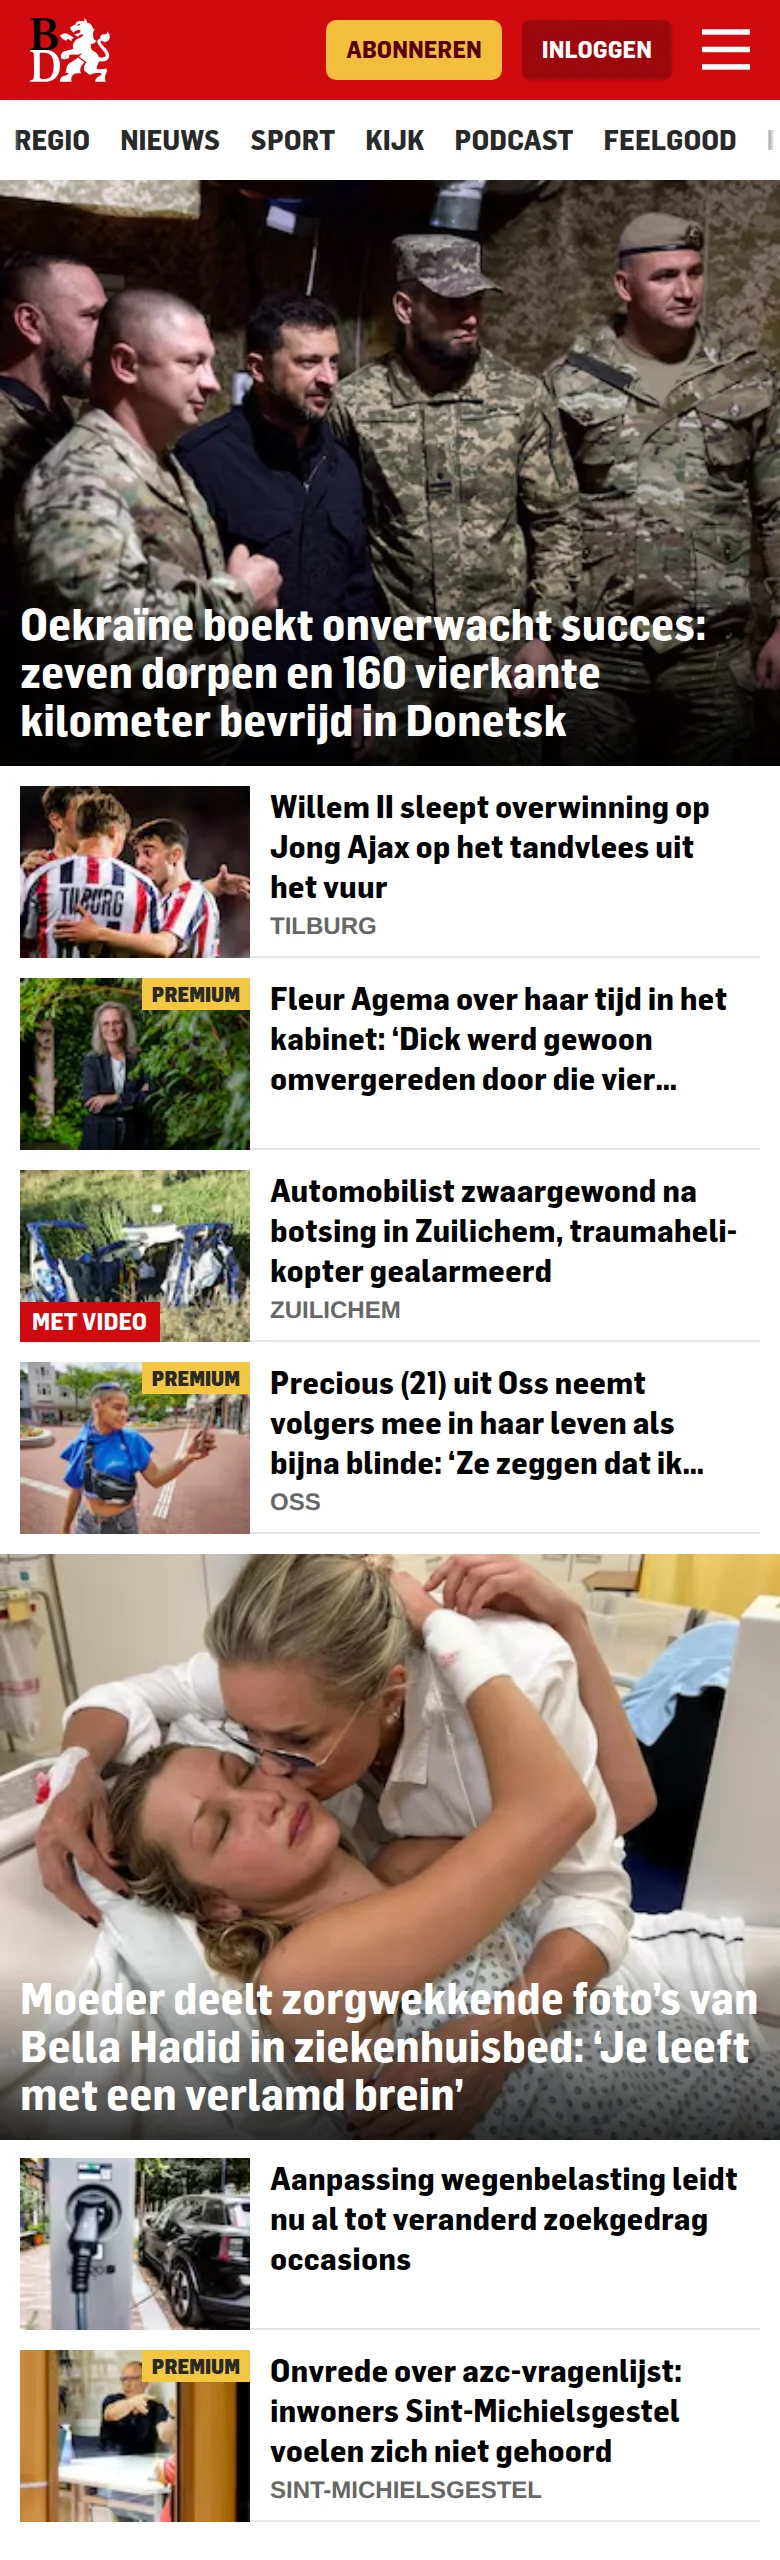 BD
ABONNEREN
INLOGGEN
REGIO NIEUWS SPORT KIJK PODCAST FEELGOOD
Oekraïne boekt onverwacht succes:
zeven dorpen en 160 vierkante
kilometer bevrijd in Donetsk
TILBURG
Willem II sleept overwinning op
Jong Ajax op het tandvlees uit
het vuur
TILBURG
PREMIUM
Fleur Agema over haar tijd in het
kabinet: ‘Dick werd gewoon
omvergereden door die vier...
MET VIDEO
Automobilist zwaargewond na
botsing in Zuilichem, traumaheli-
kopter gealarmeerd
ZUILICHEM
PREMIUM
Precious (21) uit Oss neemt
volgers mee in haar leven als
bijna blinde: ‘Ze zeggen dat ik...
OSS
Moeder deelt zorgwekkende foto’s van
Bella Hadid in ziekenhuisbed: ‘Je leeft
met een verlamd brein’
Aanpassing wegenbelasting leidt
nu al tot veranderd zoekgedrag
occasions
PREMIUM
Onvrede over azc-vragenlijst:
inwoners Sint-Michielsgestel
voelen zich niet gehoord
SINT-MICHIELSGESTEL